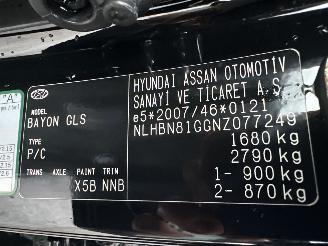 "A"
HYUNDAI ASSAN OTOMOTİV
SANAYİ VE TİCARET A.Ş.
e5*2007/46*0121
NLHBN81GGNZ077249
1680 kg
2790 kg
1- 900 kg
2- 870 kg
MODEL
BAYON GLS
TYPE
P/C
TRANS AXLE PAINT TRIM
X5B NNB